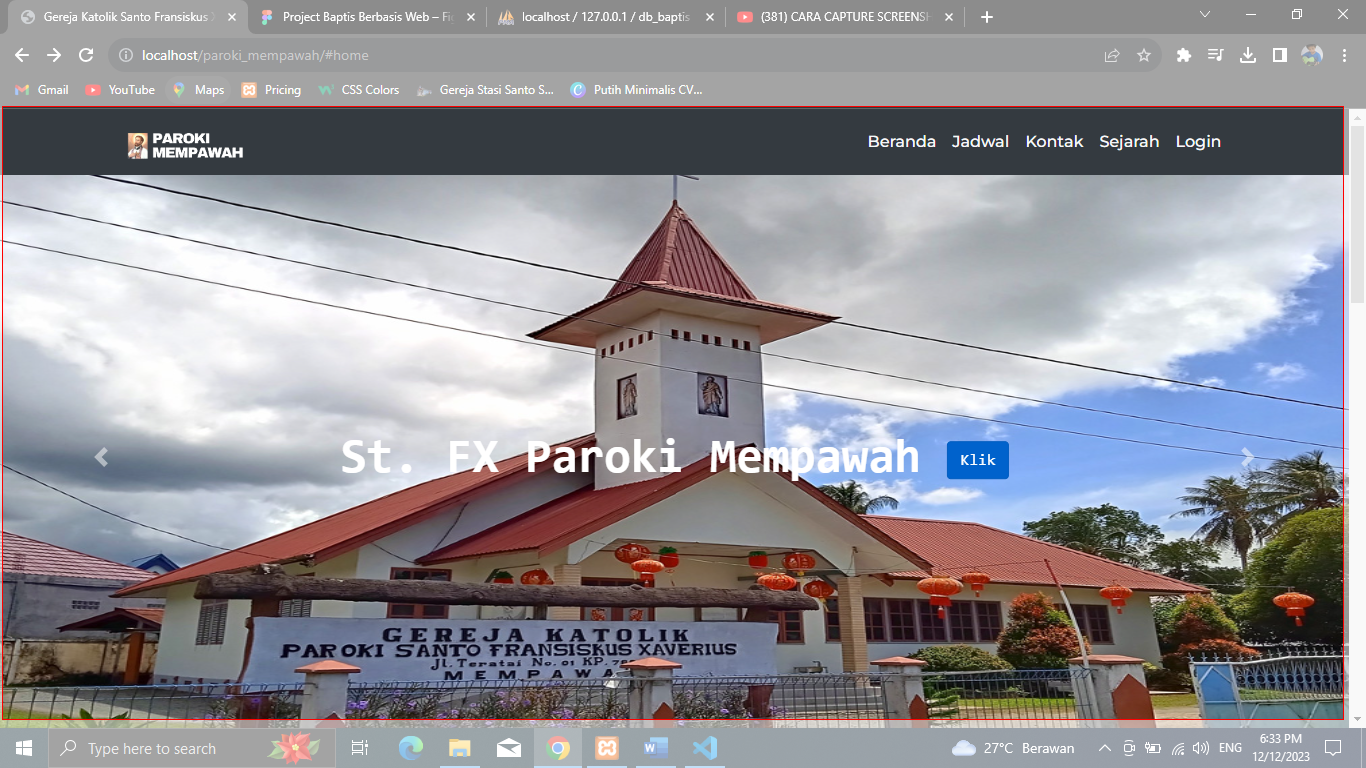 Gereja Katolik Santo Fransiskus
Project Baptis Berbasis Web – Fi
localhost / 127.0.0.1 / db_baptis
(381) CARA CAPTURE SCREENSH
localhost/paroki_mempawah/#home
Gmail
YouTube
Maps
Pricing
CSS Colors
Gereja Stasi Santo S...
Putih Minimalis CV...
PAROKI
MEMPAWAH
Beranda
Jadwal
Kontak
Sejarah
Login
St. FX Paroki Mempawah
Klik
GEREJA KATOLIK
PAROKI SANTO FRANSISKUS XAVERIUS
Jl. Teratai No. 01 KP.
MEMPAWA
Type here to search
27°C Berawan
ENG
6:33 PM
12/12/2023